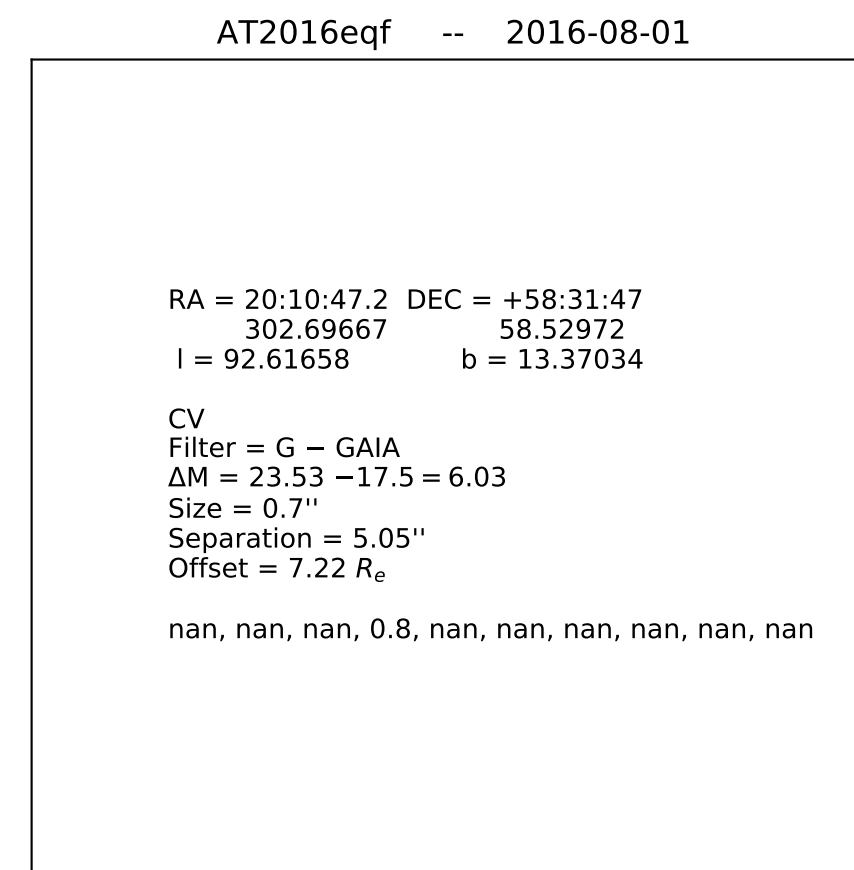 AT2016eqf -- 2016-08-01
RA = 20:10:47.2 DEC = +58:31:47
302.69667 58.52972
l = 92.61658 b = 13.37034
CV
Filter = G − GAIA
ΔM = 23.53 −17.5 = 6.03
Size = 0.7''
Separation = 5.05''
Offset = 7.22 Re
nan, nan, nan, 0.8, nan, nan, nan, nan, nan, nan